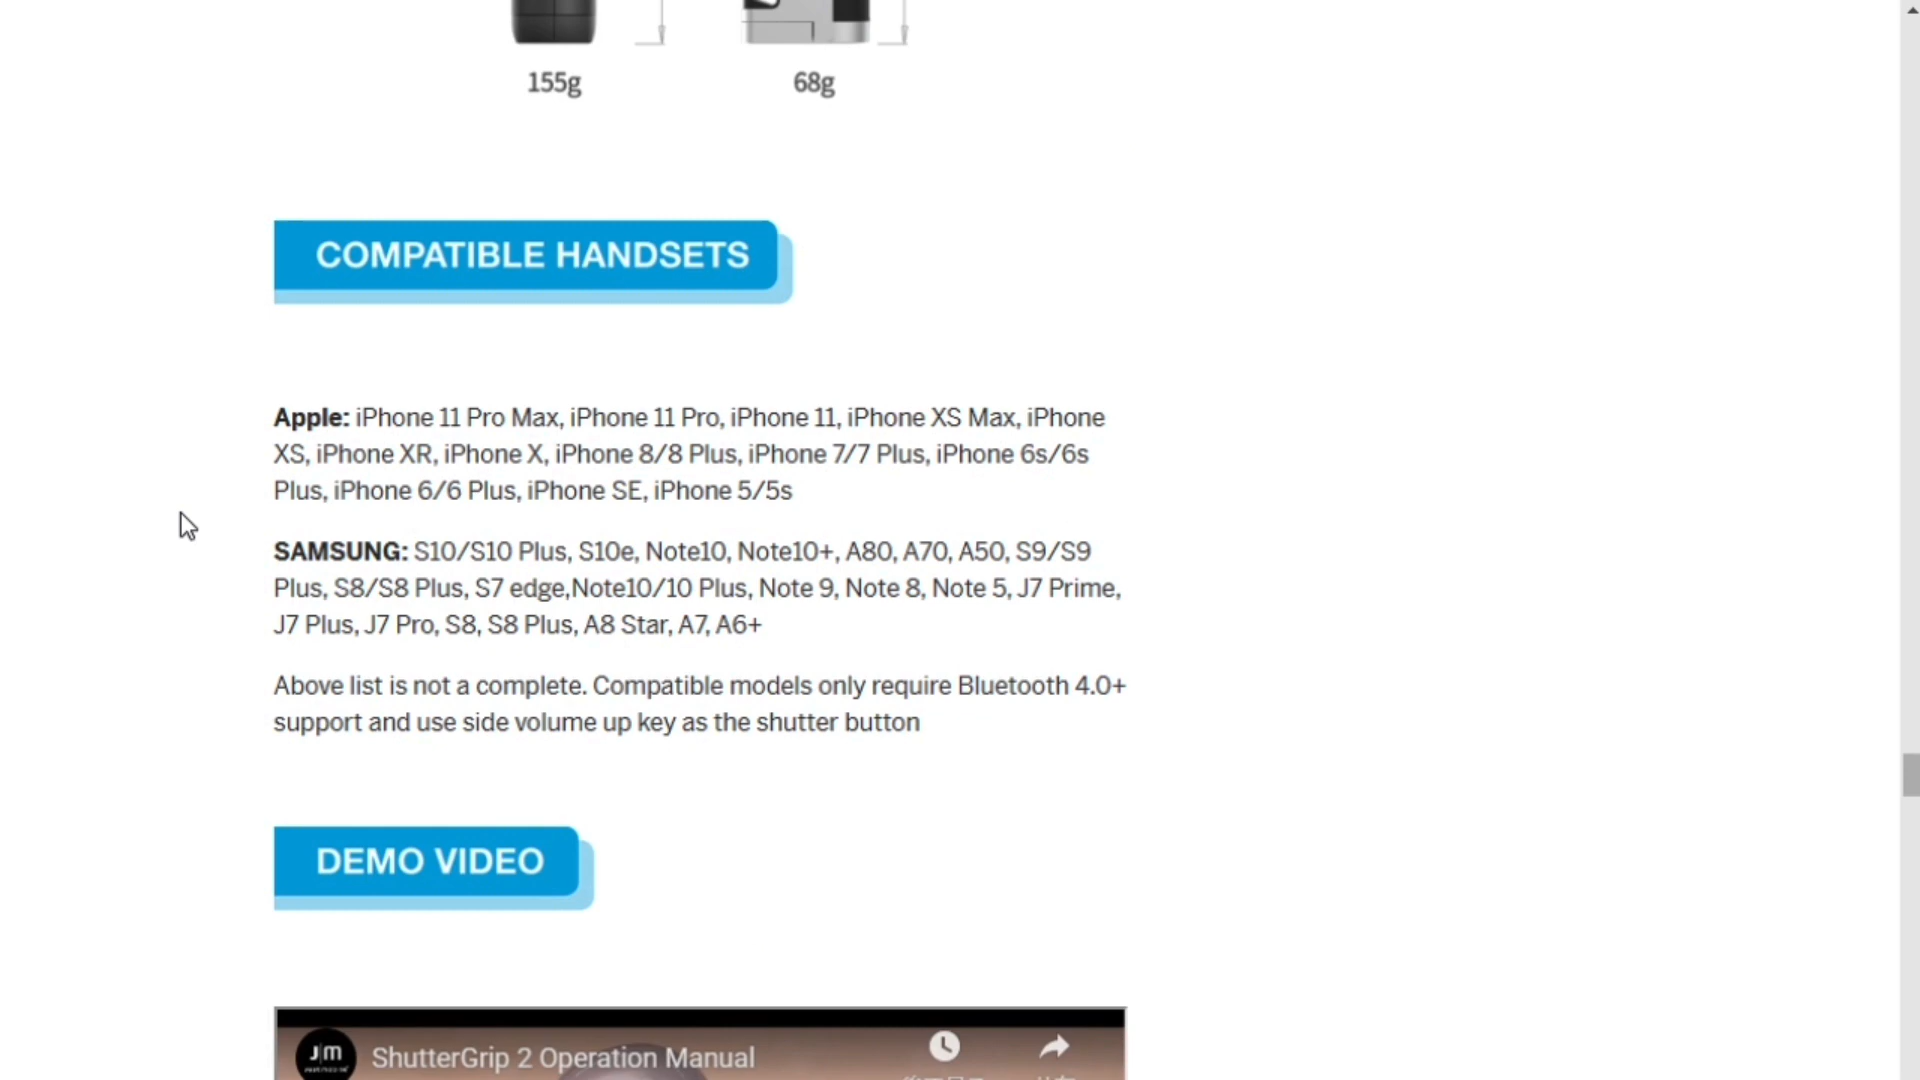 155g 68g
COMPATIBLE HANDSETS
Apple: iPhone 11 Pro Max, iPhone 11 Pro, iPhone 11, iPhone XS Max, iPhone
XS, iPhone XR, iPhone X, iPhone 8/8 Plus, iPhone 7/7 Plus, iPhone 6s/6s
Plus, iPhone 6/6 Plus, iPhone SE, iPhone 5/5s
SAMSUNG: S10/S10 Plus, S10e, Note10, Note10+, A80, A70, A50, S9/S9
Plus, S8/S8 Plus, S7 edge,Note10/10 Plus, Note 9, Note 8, Note 5, J7 Prime,
J7 Plus, J7 Pro, S8, S8 Plus, A8 Star, A7, A6+
Above list is not a complete. Compatible models only require Bluetooth 4.0+
support and use side volume up key as the shutter button
DEMO VIDEO
J|m ShutterGrip 2 Operation Manual